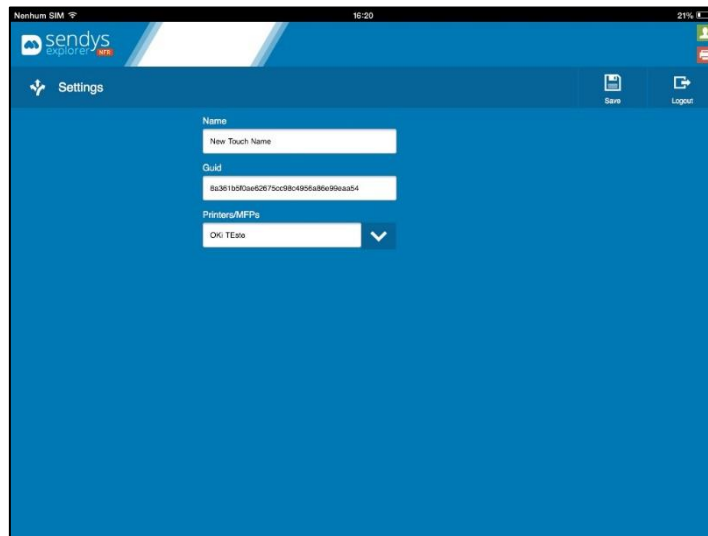 Nenhum SIM 16:20 21%
sendys
explorer NFR
Settings
Save Logout
Name
New Touch Name
Guid
8a361b5f0ae62675cc98c4956a86e99eaa54
Printers/MFPs
OKi TEste